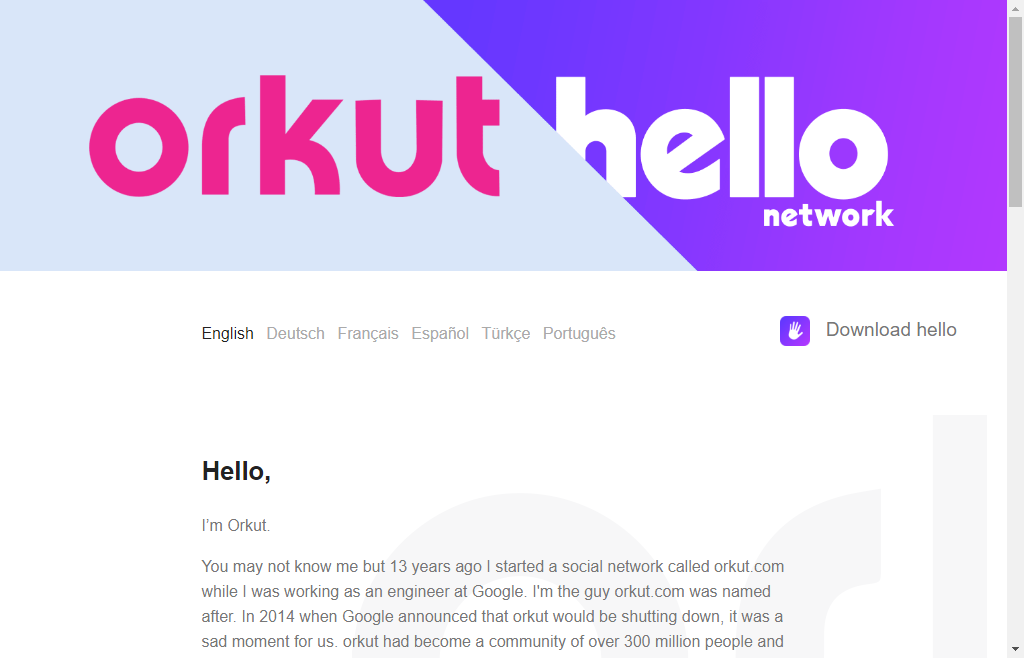 orkut hello
network
English Deutsch Français Español Türkçe Português
Download hello
Hello,
I’m Orkut.
You may not know me but 13 years ago I started a social network called orkut.com
while I was working as an engineer at Google. I'm the guy orkut.com was named
after. In 2014 when Google announced that orkut would be shutting down, it was a
sad moment for us. orkut had become a community of over 300 million people and